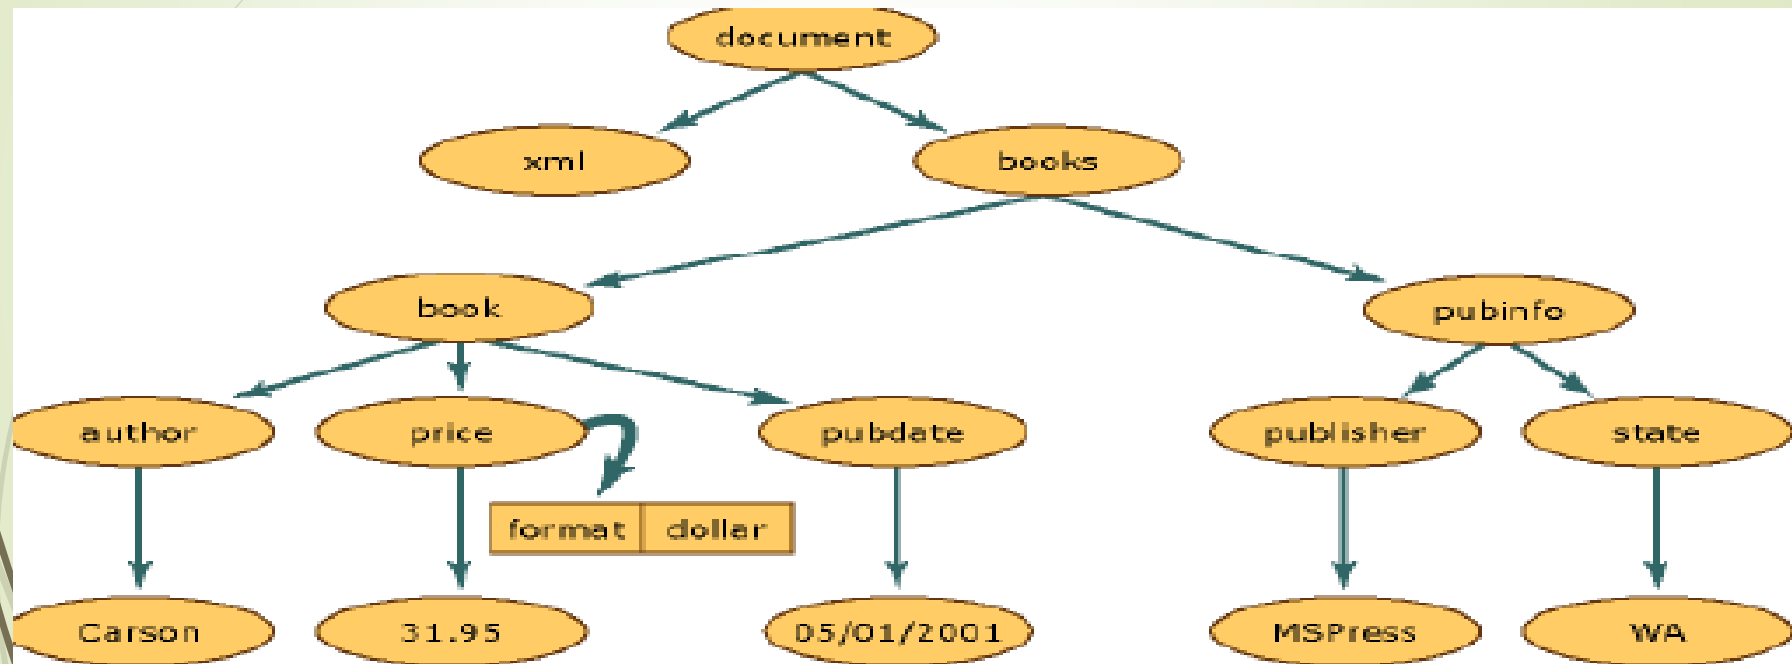 document
xml books
book pubinfo
author price pubdate publisher state
format dollar
Carson 31.95 05/01/2001 MSPress WA